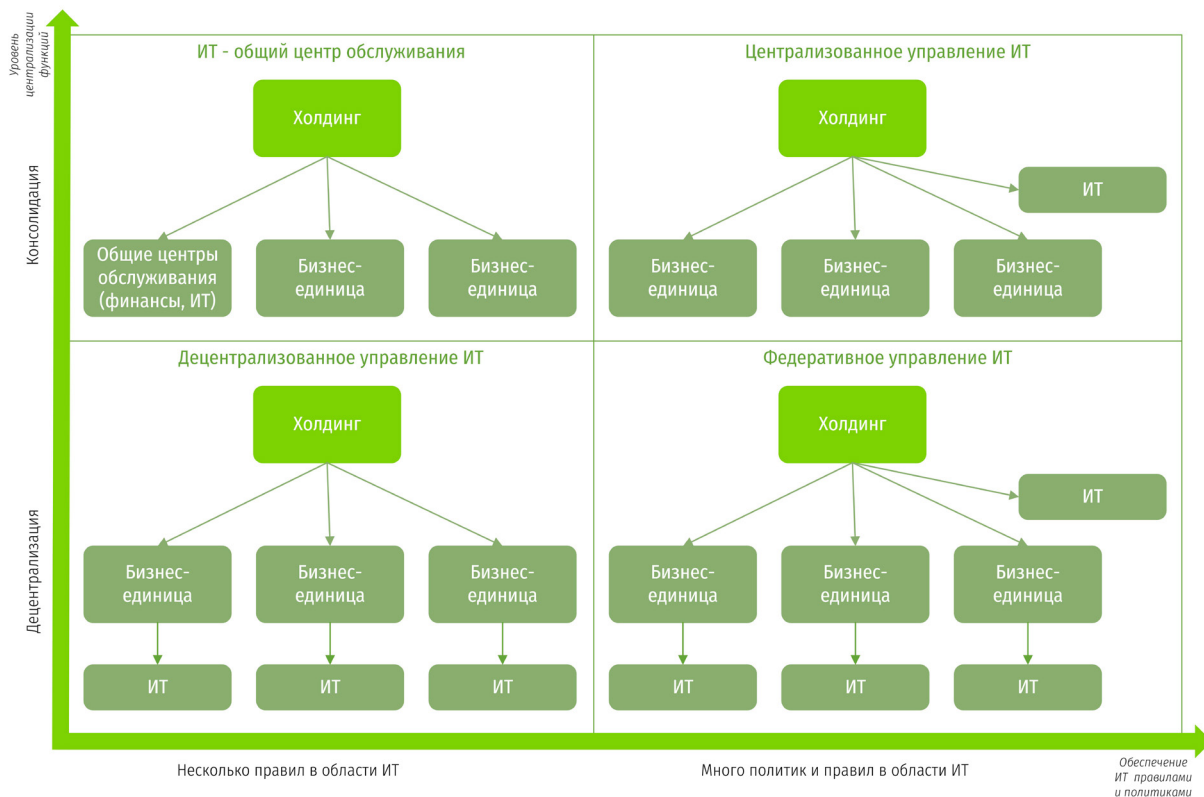 Уровень
централизации
функций
ИТ - общий центр обслуживания
Холдинг
Общие центры
обслуживания
(финансы, ИТ)
Бизнес-
единица
Бизнес-
единица
Централизованное управление ИТ
Холдинг
ИТ
Бизнес-
единица
Бизнес-
единица
Бизнес-
единица
Консолидация
Децентрализованное управление ИТ
Холдинг
Бизнес-
единица
Бизнес-
единица
Бизнес-
единица
ИТ
ИТ
ИТ
Федеративное управление ИТ
Холдинг
ИТ
Бизнес-
единица
Бизнес-
единица
Бизнес-
единица
ИТ
ИТ
ИТ
Децентрализация
Несколько правил в области ИТ
Много политик и правил в области ИТ
Обеспечение
ИТ правилами
и политиками